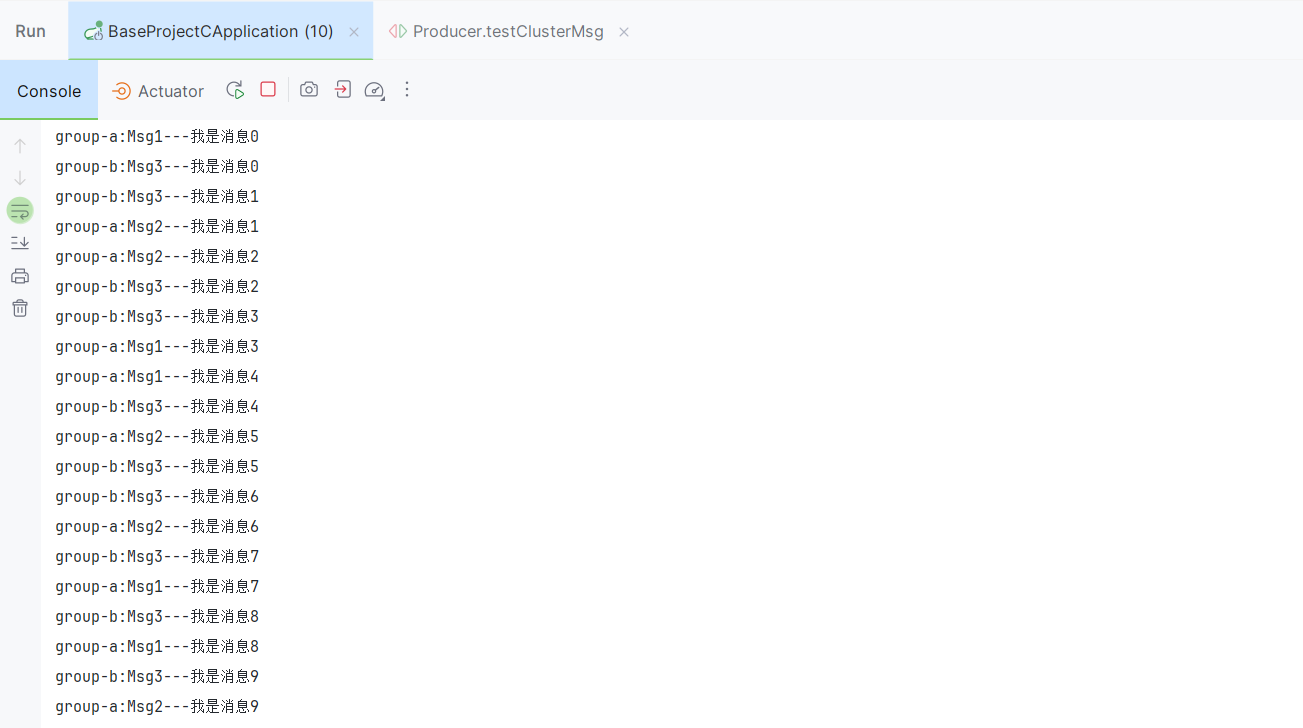 Run BaseProjectCApplication (10) Producer.testClusterMsg
Console Actuator
group-a:Msg1---我是消息0
group-b:Msg3---我是消息0
group-b:Msg3---我是消息1
group-a:Msg2---我是消息1
group-a:Msg2---我是消息2
group-b:Msg3---我是消息2
group-b:Msg3---我是消息3
group-a:Msg1---我是消息3
group-a:Msg1---我是消息4
group-b:Msg3---我是消息4
group-a:Msg2---我是消息5
group-b:Msg3---我是消息5
group-b:Msg3---我是消息6
group-a:Msg2---我是消息6
group-b:Msg3---我是消息7
group-a:Msg1---我是消息7
group-b:Msg3---我是消息8
group-a:Msg1---我是消息8
group-b:Msg3---我是消息9
group-a:Msg2---我是消息9